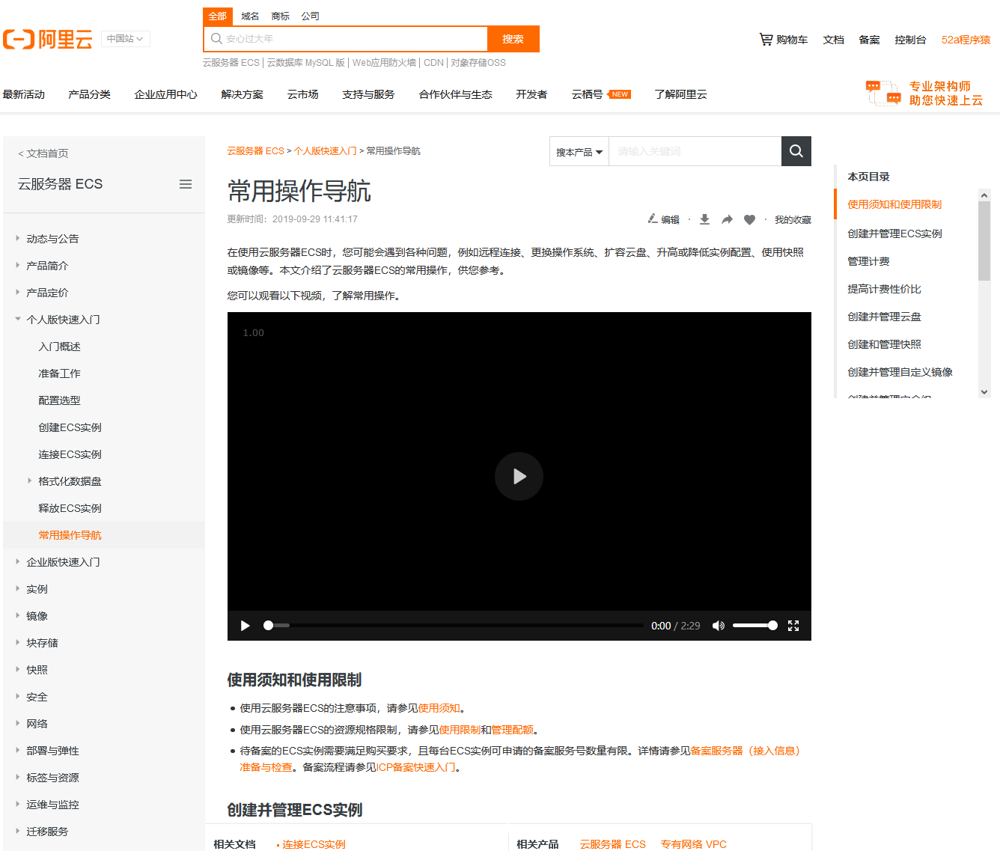 全部 域名 商标 公司
阿里云 中国站
安心过大年 搜索
购物车 文档 备案 控制台 52a程序猿
云服务器 ECS | 云数据库 MySQL 版 | Web应用防火墙 | CDN | 对象存储OSS
最新活动 产品分类 企业应用中心 解决方案 云市场 支持与服务 合作伙伴与生态 开发者 云栖号 NEW 了解阿里云
专业架构师
助您快速上云
< 文档首页
云服务器 ECS
动态与公告
产品简介
产品定价
个人版快速入门
入门概述
准备工作
配置选型
创建ECS实例
连接ECS实例
格式化数据盘
释放ECS实例
常用操作导航
企业版快速入门
实例
镜像
块存储
快照
安全
网络
部署与弹性
标签与资源
运维与监控
迁移服务
云服务器 ECS > 个人版快速入门 > 常用操作导航
搜本产品 请输入关键词
常用操作导航
更新时间：2019-09-29 11:41:17
编辑 · · 我的收藏
在使用云服务器ECS时，您可能会遇到各种问题，例如远程连接、更换操作系统、扩容云盘、升高或降低实例配置、使用快照
或镜像等。本文介绍了云服务器ECS的常用操作，供您参考。
您可以观看以下视频，了解常用操作。
1.00
0:00 / 2:29
使用须知和使用限制
• 使用云服务器ECS的注意事项，请参见使用须知。
• 使用云服务器ECS的资源规格限制，请参见使用限制和管理配额。
• 待备案的ECS实例需要满足购买要求，且每台ECS实例可申请的备案服务号数量有限。详情请参见备案服务器（接入信息）
准备与检查。备案流程请参见ICP备案快速入门。
创建并管理ECS实例
相关文档 连接ECS实例
相关产品 云服务器 ECS 专有网络 VPC
本页目录
使用须知和使用限制
创建并管理ECS实例
管理计费
提高计费性价比
创建并管理云盘
创建和管理快照
创建并管理自定义镜像